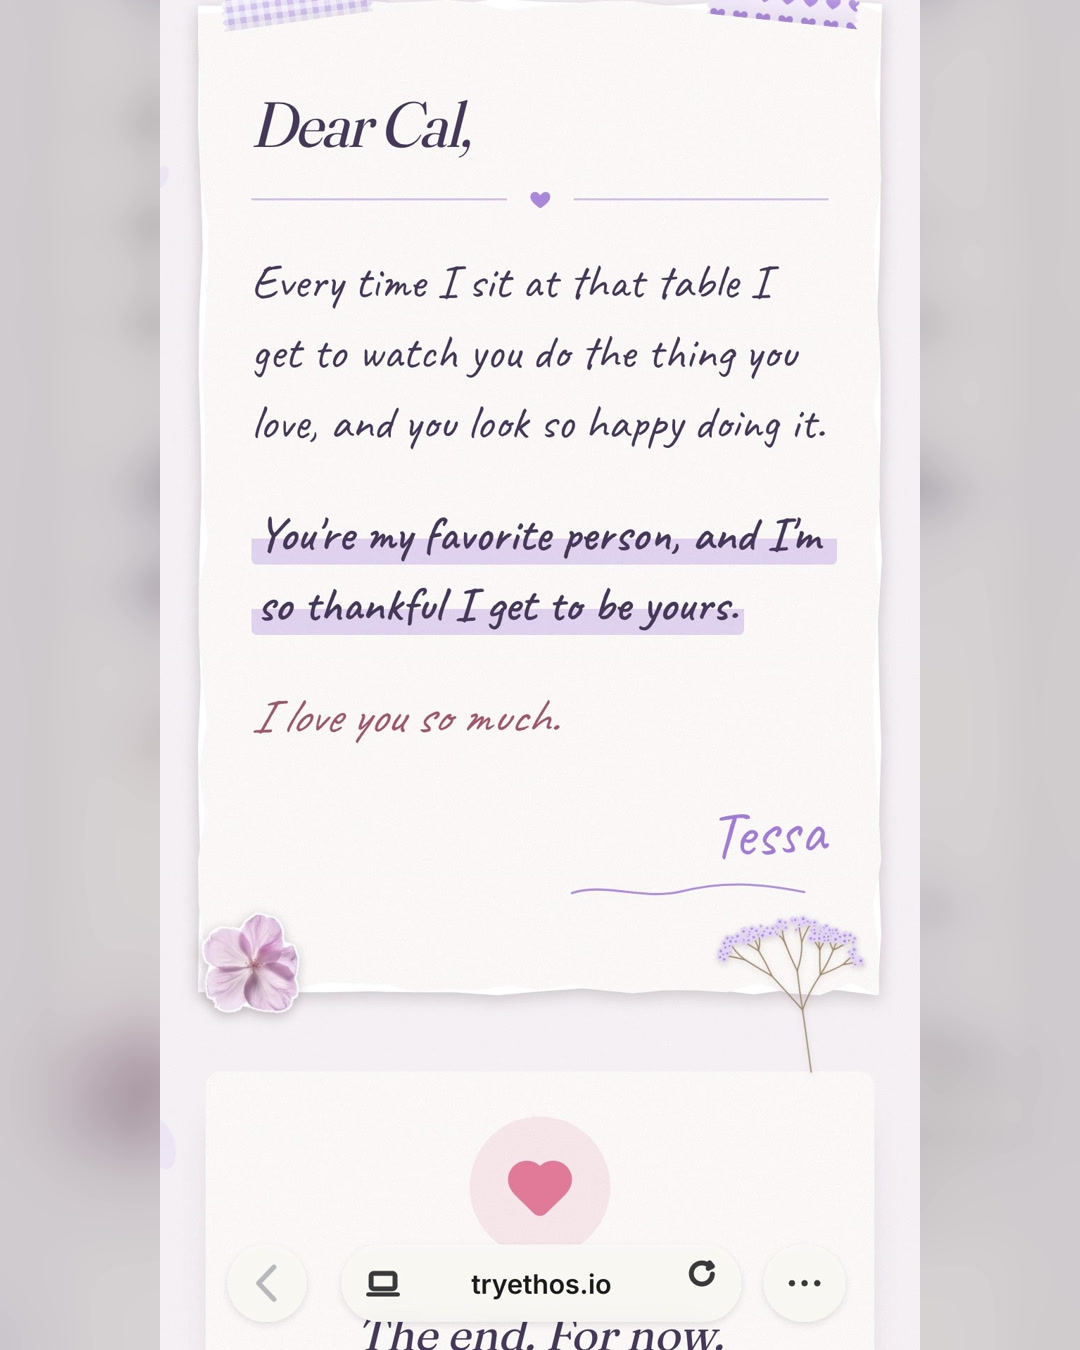 Dear Cal,
Every time I sit at that table I
get to watch you do the thing you
love, and you look so happy doing it.
You're my favorite person, and I'm
so thankful I get to be yours.
I love you so much.
Tessa
tryethos.io
The end. For now.